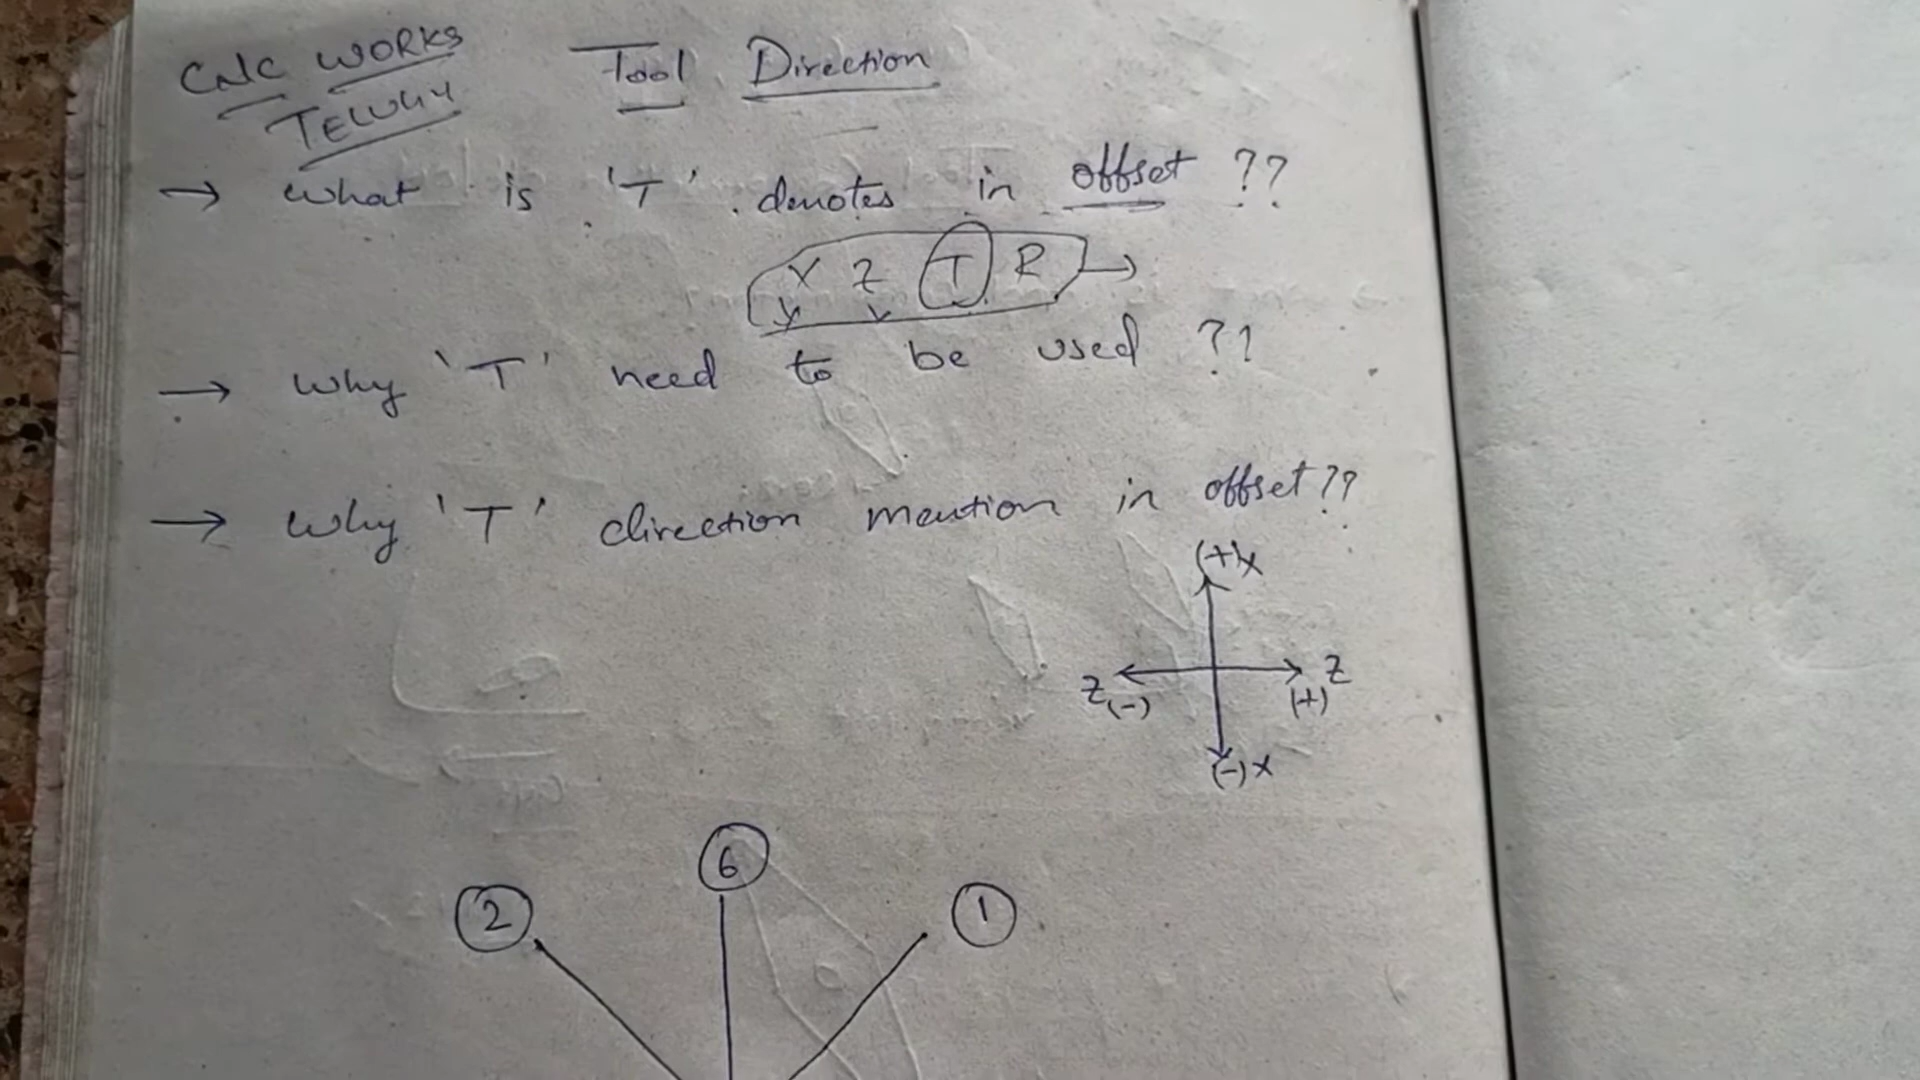 CNC WORKS
TELUGU
Tool Direction
→ What is 'T' denotes in offset ??
X Z T R →
→ Why 'T' need to be used ??
→ Why 'T' direction mention in offset ??
(+)X
Z(-) (+)Z
(-)X
6
2 1